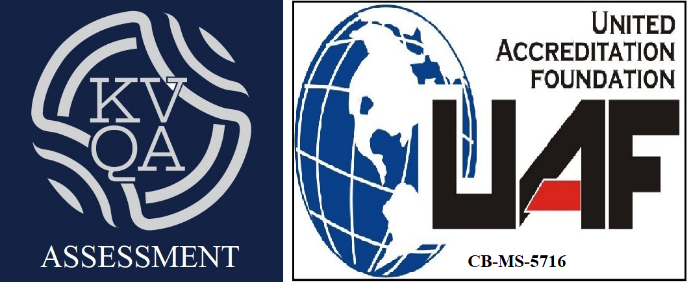 KV
QA
ASSESSMENT
UNITED
ACCREDITATION
FOUNDATION
UAF
CB-MS-5716